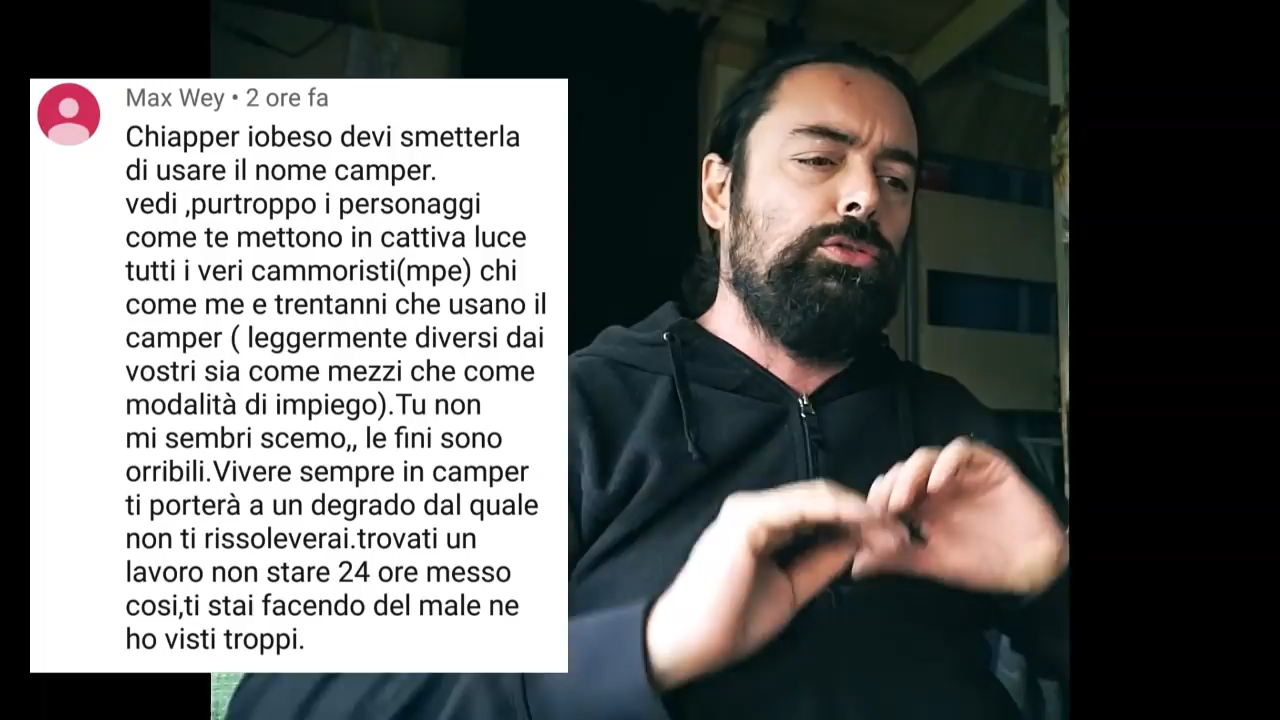 Max Wey • 2 ore fa
Chiapper iobeso devi smetterla
di usare il nome camper.
vedi ,purtroppo i personaggi
come te mettono in cattiva luce
tutti i veri cammoristi(mpe) chi
come me e trentanni che usano il
camper ( leggermente diversi dai
vostri sia come mezzi che come
modalità di impiego).Tu non
mi sembri scemo,, le fini sono
orribili.Vivere sempre in camper
ti porterà a un degrado dal quale
non ti rissoleverai.trovati un
lavoro non stare 24 ore messo
cosi,ti stai facendo del male ne
ho visti troppi.